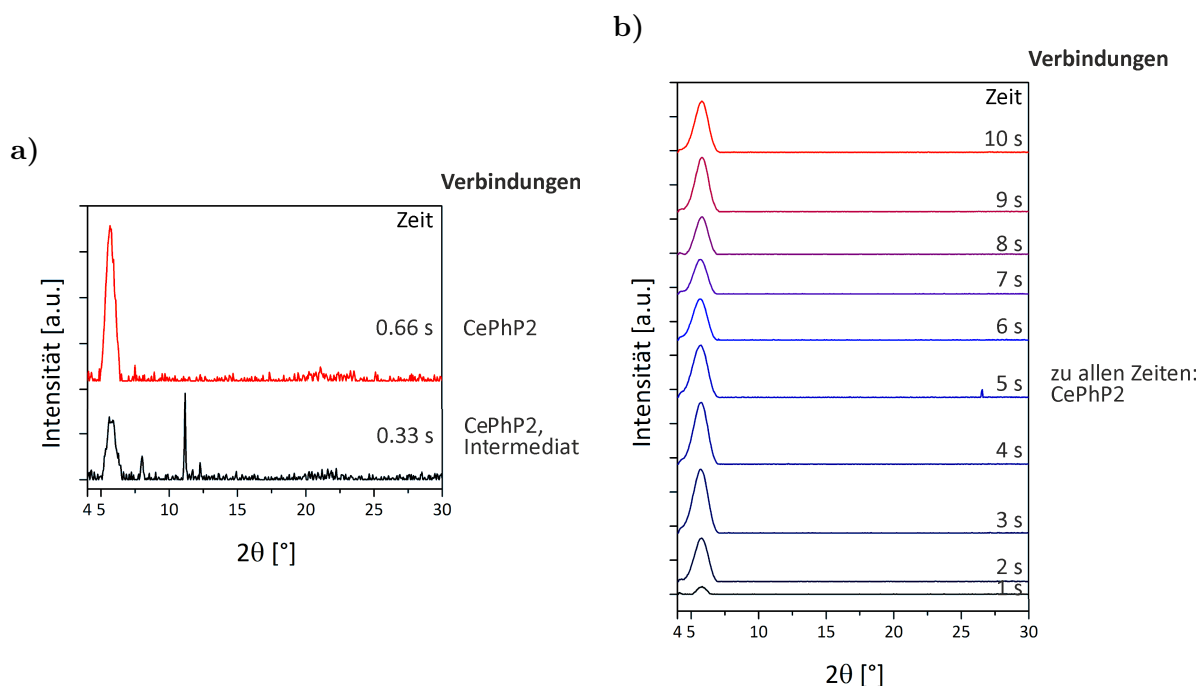 a)
Verbindungen
Zeit
0.66 s CePhP2
0.33 s CePhP2,
Intermediat
Intensität [a.u.]
4 5 10 15 20 25 30
2θ [°]
b)
Verbindungen
Zeit
10 s
9 s
8 s
7 s
6 s
5 s
4 s
3 s
2 s
1 s
zu allen Zeiten:
CePhP2
Intensität [a.u.]
4 5 10 15 20 25 30
2θ [°]